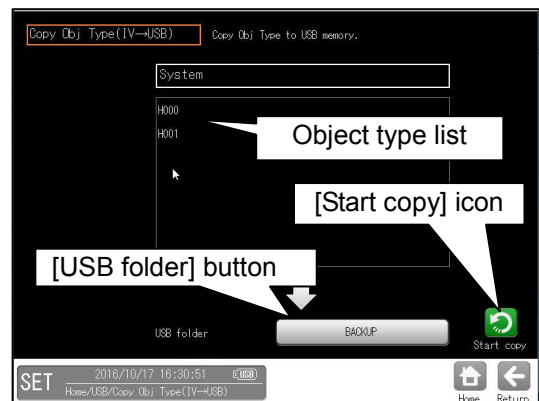 Copy Obj Type(IV→USB) Copy Obj Type to USB memory.
System
H000
H001
Object type list
[Start copy] icon
[USB folder] button
USB folder BACKUP
Start copy
SET 2016/10/17 16:30:51 USB
Home/USB/Copy Obj Type(IV→USB)
Home Return